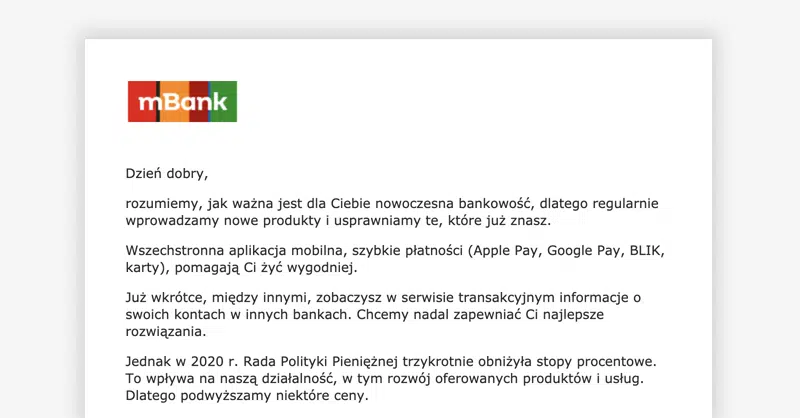 mBank
Dzień dobry,
rozumiemy, jak ważna jest dla Ciebie nowoczesna bankowość, dlatego regularnie
wprowadzamy nowe produkty i usprawniamy te, które już znasz.
Wszechstronna aplikacja mobilna, szybkie płatności (Apple Pay, Google Pay, BLIK,
karty), pomagają Ci żyć wygodniej.
Już wkrótce, między innymi, zobaczysz w serwisie transakcyjnym informacje o
swoich kontach w innych bankach. Chcemy nadal zapewniać Ci najlepsze
rozwiązania.
Jednak w 2020 r. Rada Polityki Pieniężnej trzykrotnie obniżyła stopy procentowe.
To wpływa na naszą działalność, w tym rozwój oferowanych produktów i usług.
Dlatego podwyższamy niektóre ceny.